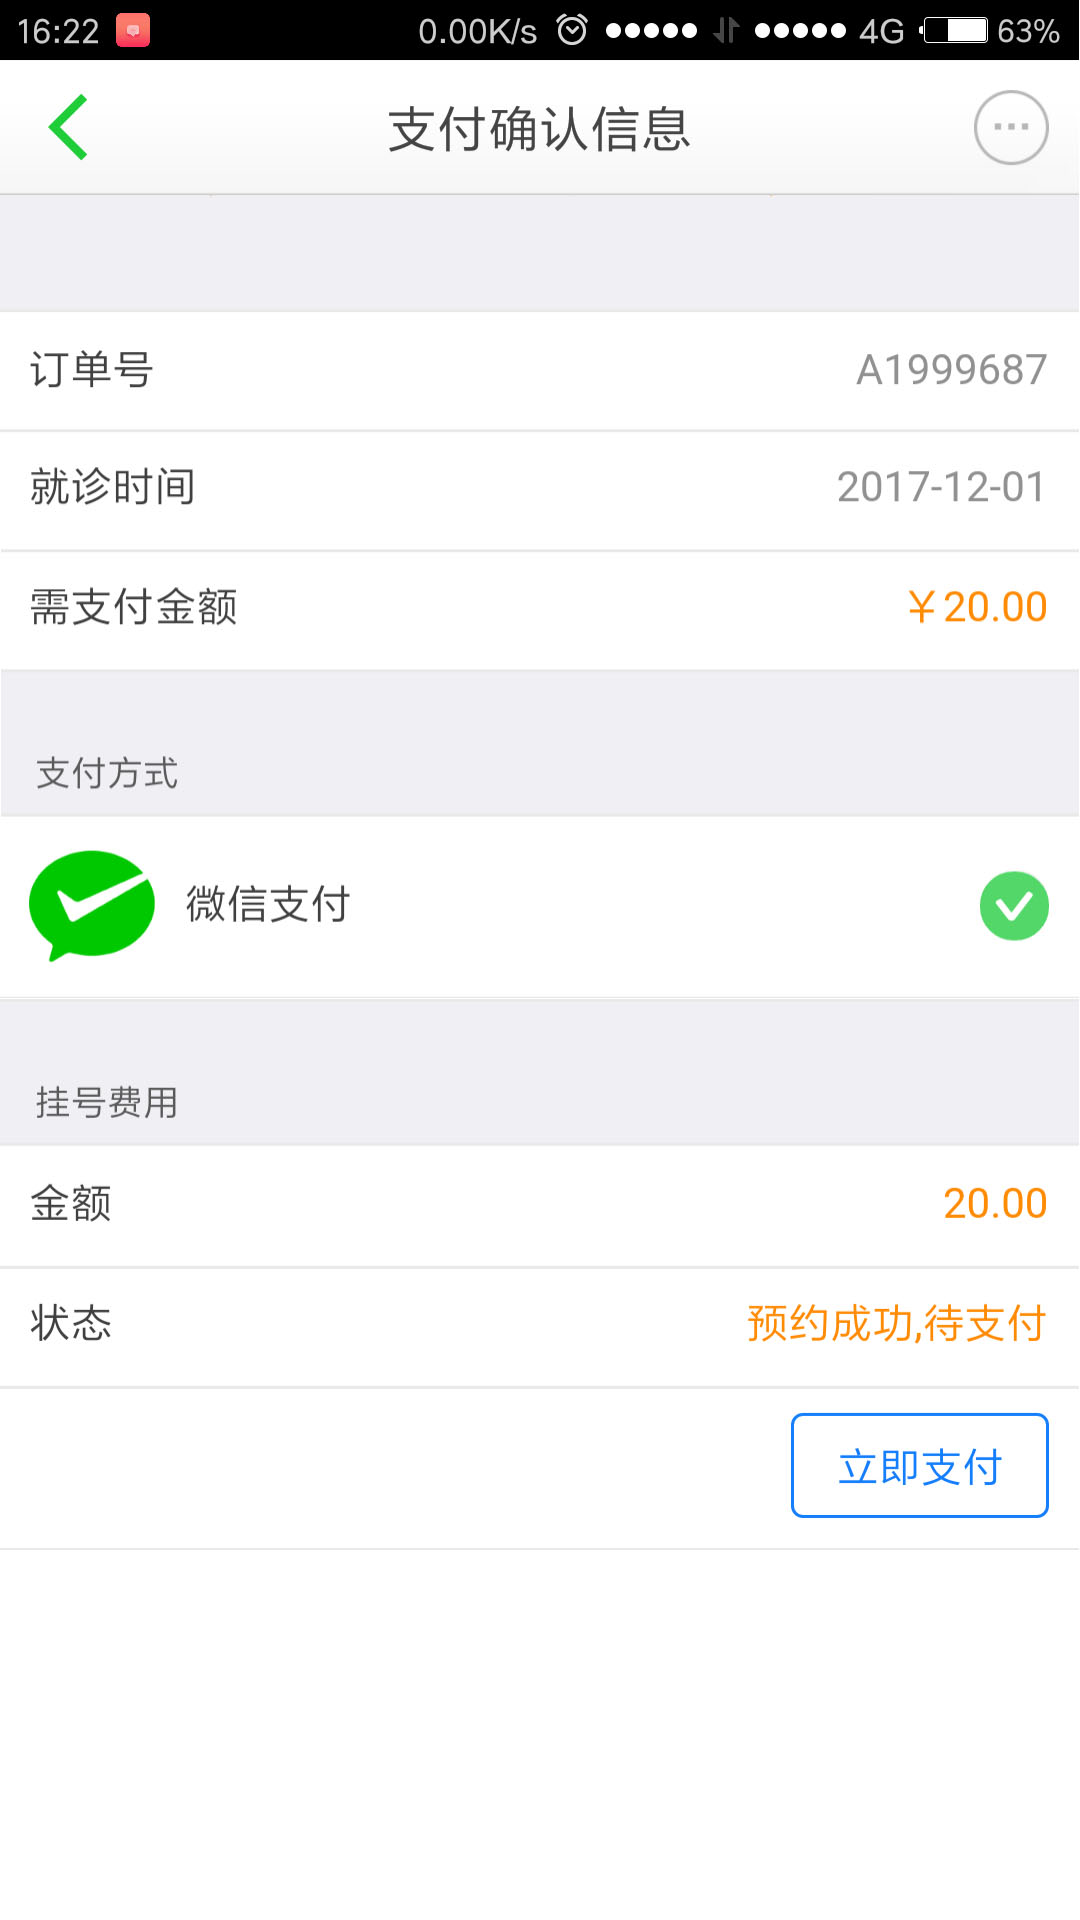 16:22 0.00K/s 4G 63%
支付确认信息
订单号 A1999687
就诊时间 2017-12-01
需支付金额 ￥20.00
支付方式
微信支付
挂号费用
金额 20.00
状态 预约成功,待支付
立即支付